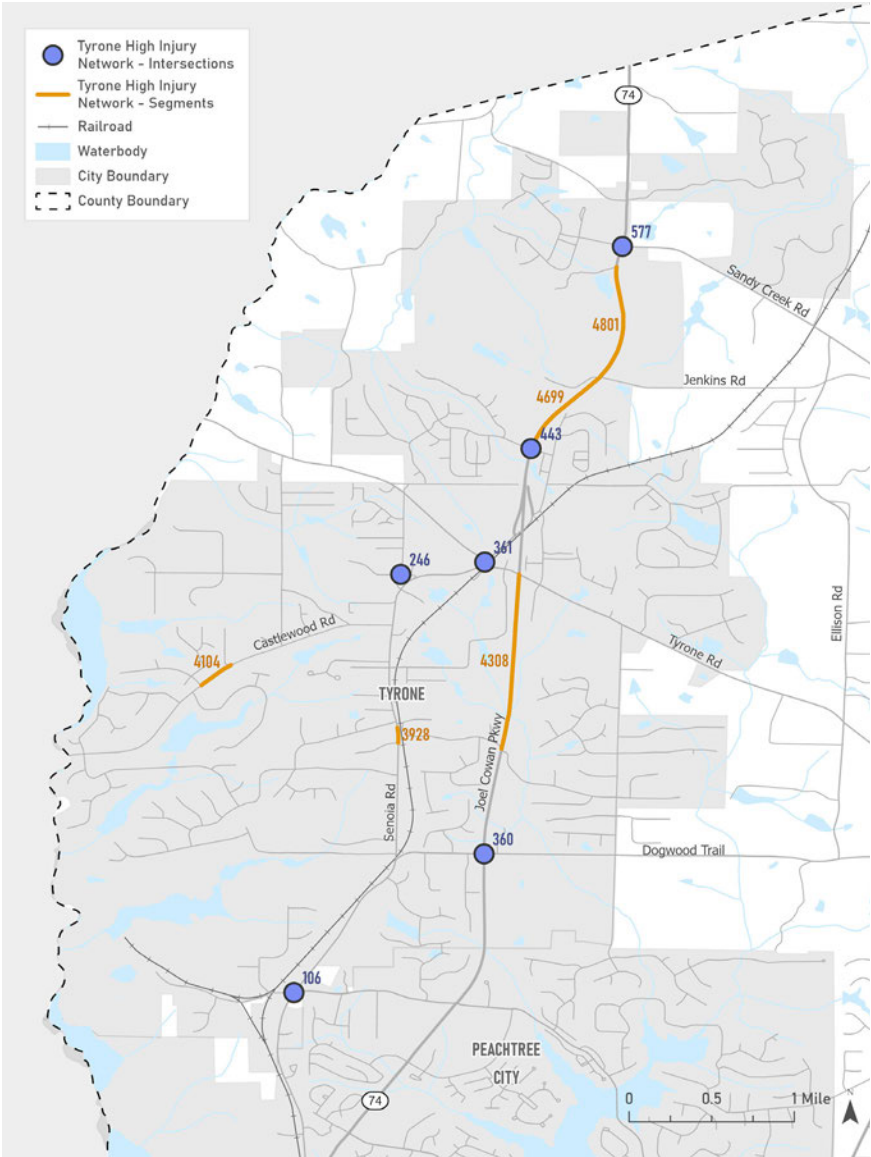 Tyrone High Injury
Network - Intersections
Tyrone High Injury
Network - Segments
Railroad
Waterbody
City Boundary
County Boundary
74
577
Sandy Creek Rd
4801
Jenkins Rd
4699
443
361
246
Ellison Rd
Castlewood Rd
Tyrone Rd
4104
4308
TYRONE
3928
Joel Cowan Pkwy
Senoia Rd
360
Dogwood Trail
106
PEACHTREE
CITY
74
0 0.5 1 Mile
N